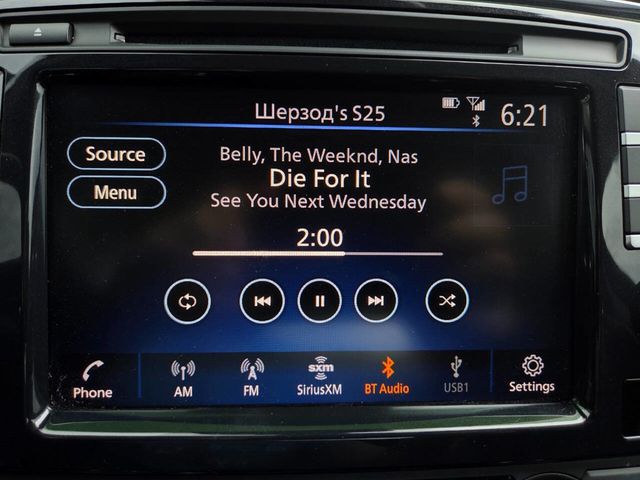 Шерзод's S25
6:21
Source
Belly, The Weeknd, Nas
Die For It
Menu
See You Next Wednesday
2:00
Phone
AM
FM
sxm
SiriusXM
BT Audio
USB1
Settings